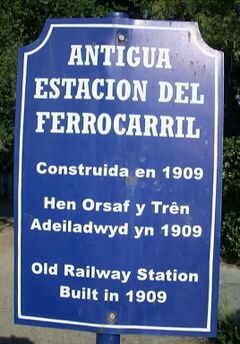 ANTIGUA
ESTACION DEL
FERROCARRIL
Construida en 1909
Hen Orsaf y Trên
Adeiladwyd yn 1909
Old Railway Station
Built in 1909